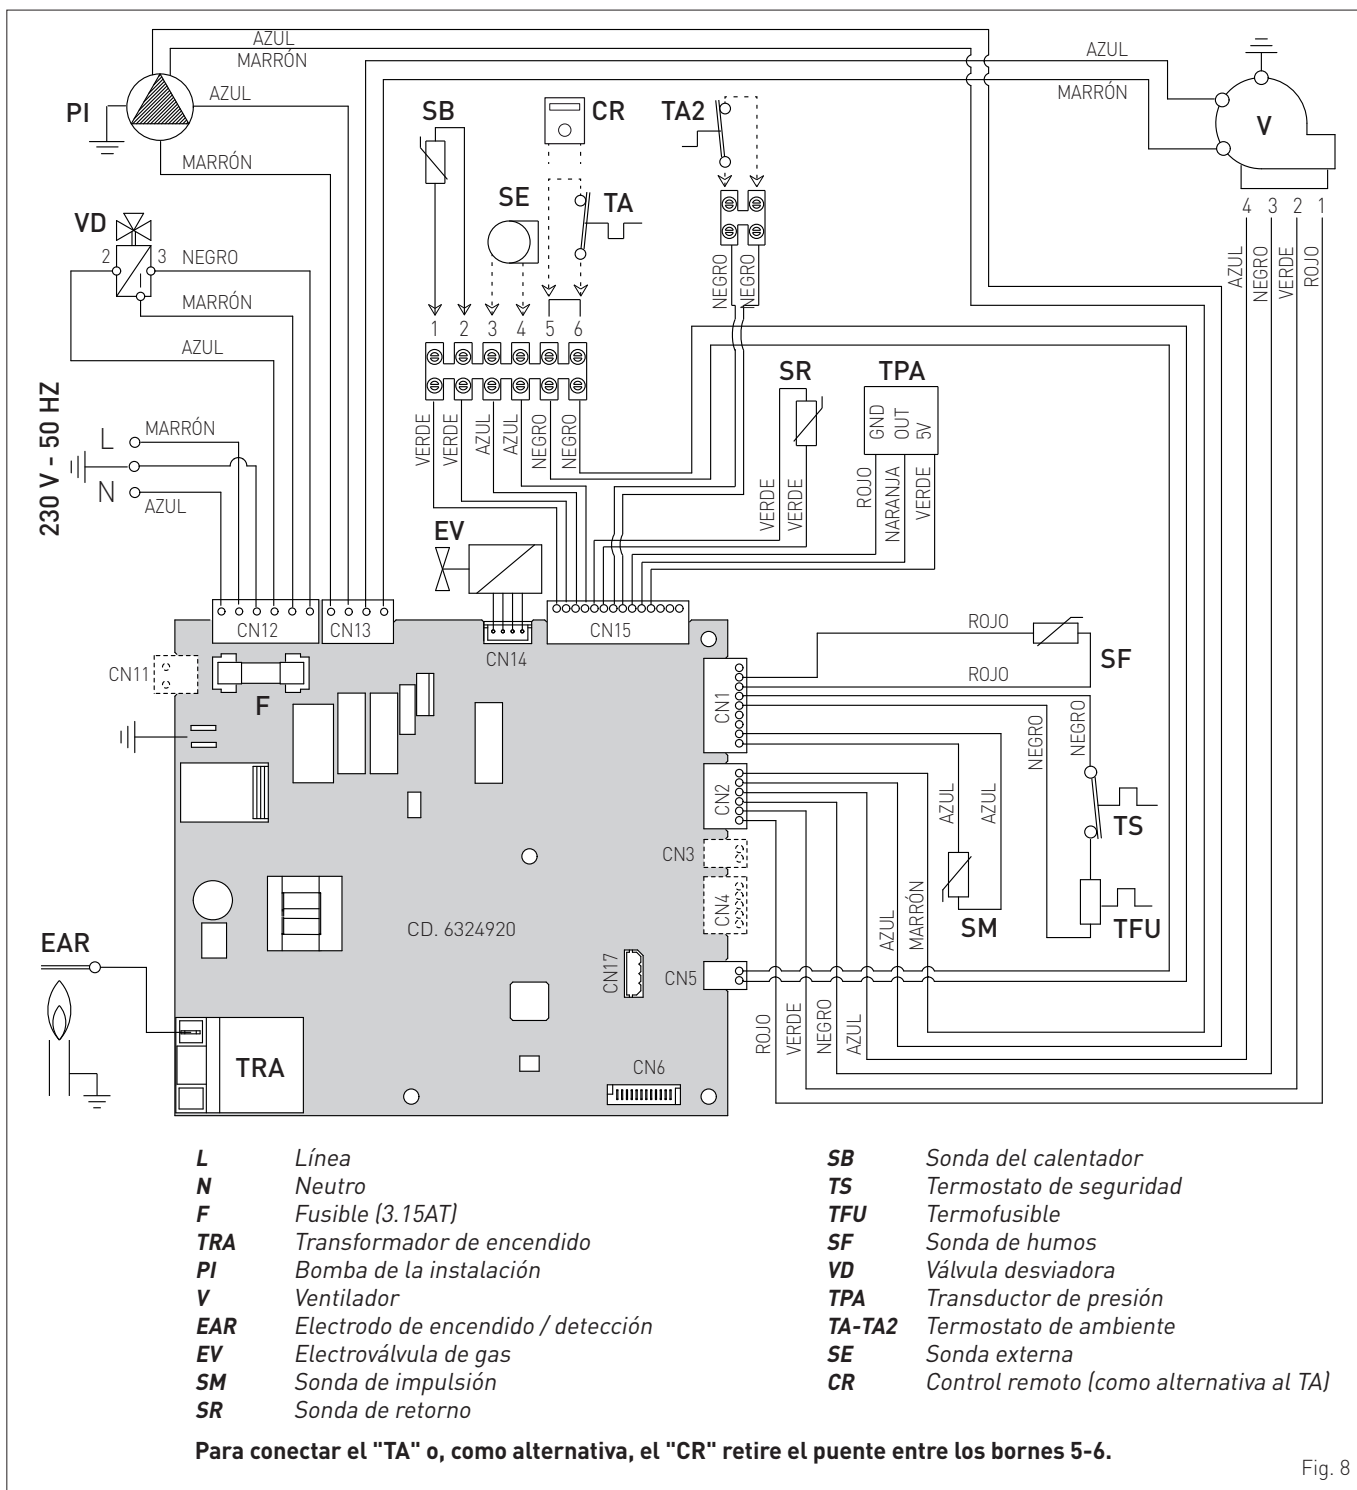 AZUL
MARRÓN
AZUL
MARRÓN
PI
AZUL
MARRÓN
SB
CR
TA2
V
SE
TA
VD
2
3
NEGRO
MARRÓN
AZUL
4
3
2
1
AZUL
NEGRO
VERDE
ROJO
NEGRO
NEGRO
1
2
3
4
5
6
VERDE
VERDE
AZUL
AZUL
NEGRO
NEGRO
SR
TPA
GND
OUT
5V
VERDE
VERDE
ROJO
NARANJA
VERDE
230 V - 50 HZ
L
MARRÓN
N
AZUL
EV
CN12
CN13
CN14
CN15
CN11
F
CN1
ROJO
SF
ROJO
NEGRO
NEGRO
CN2
AZUL
AZUL
TS
CN3
CN4
SM
TFU
AZUL
MARRÓN
CD. 6324920
CN17
CN5
EAR
TRA
CN6
ROJO
VERDE
NEGRO
AZUL
L Línea
N Neutro
F Fusible (3.15AT)
TRA Transformador de encendido
PI Bomba de la instalación
V Ventilador
EAR Electrodo de encendido / detección
EV Electroválvula de gas
SM Sonda de impulsión
SR Sonda de retorno
SB Sonda del calentador
TS Termostato de seguridad
TFU Termofusible
SF Sonda de humos
VD Válvula desviadora
TPA Transductor de presión
TA-TA2 Termostato de ambiente
SE Sonda externa
CR Control remoto (como alternativa al TA)
Para conectar el "TA" o, como alternativa, el "CR" retire el puente entre los bornes 5-6.
Fig. 8